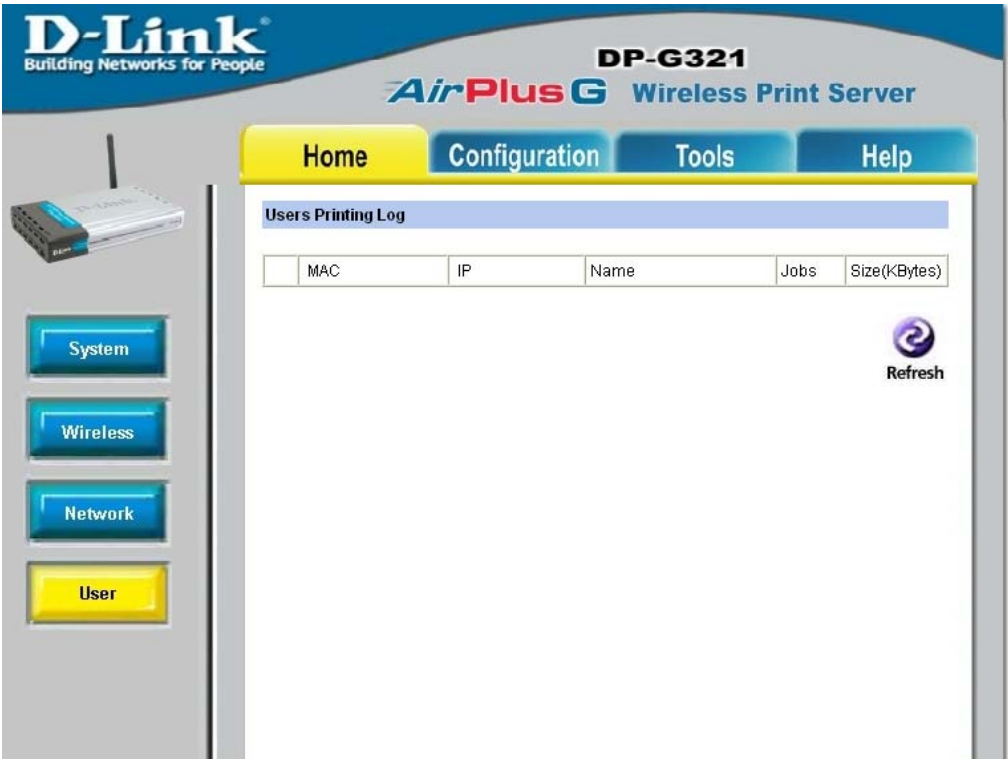 D-Link®
Building Networks for People
DP-G321
AirPlus G Wireless Print Server
Home Configuration Tools Help
Users Printing Log
MAC IP Name Jobs Size(KBytes)
Refresh
System
Wireless
Network
User
D-Link